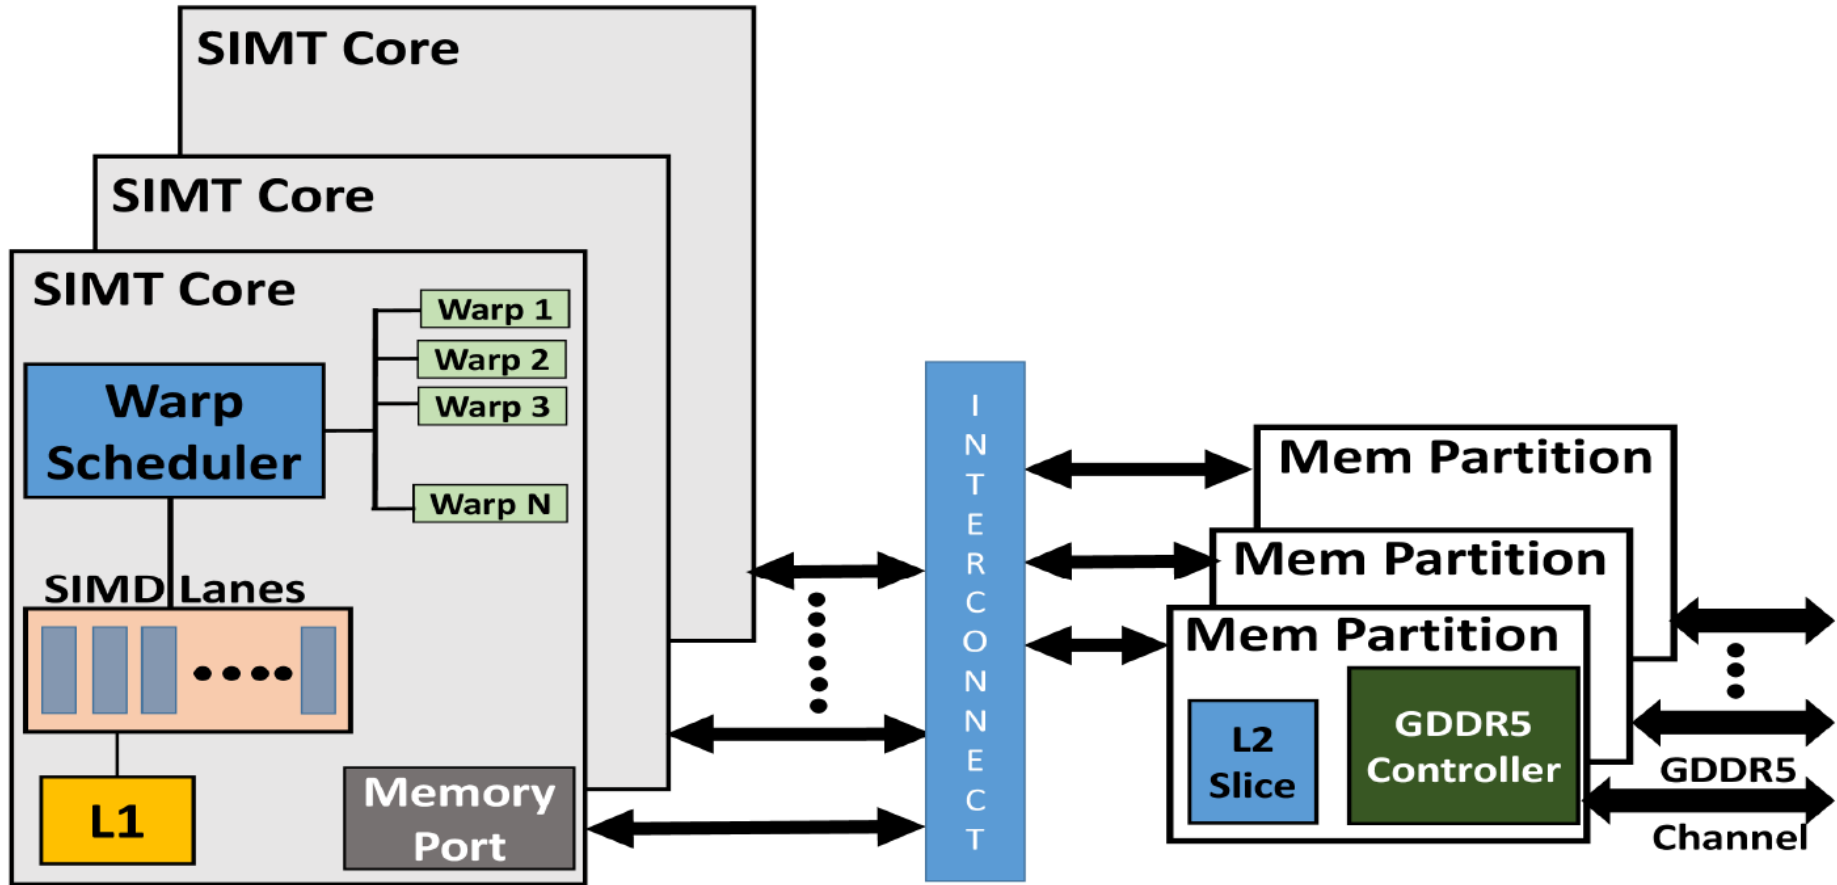 SIMT Core
SIMT Core
SIMT Core
Warp 1
Warp 2
Warp 3
Warp N
Warp
Scheduler
SIMD Lanes
L1
Memory
Port
INTERCONNECT
Mem Partition
Mem Partition
Mem Partition
L2
Slice
GDDR5
Controller
GDDR5
Channel